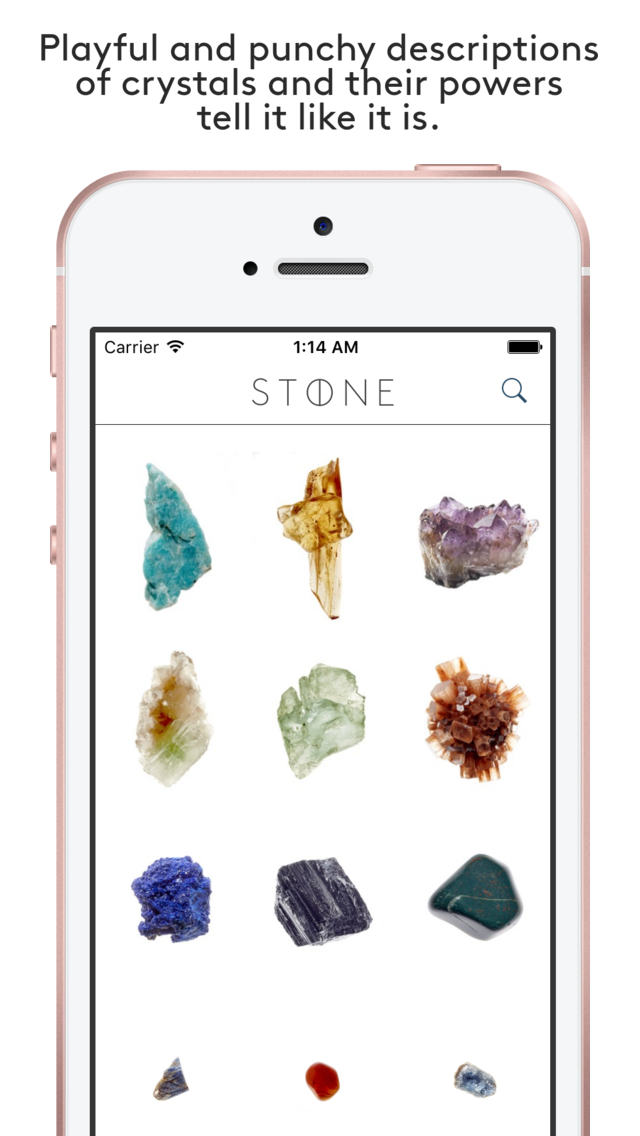 Playful and punchy descriptions
of crystals and their powers
tell it like it is.
Carrier 1:14 AM
STONE